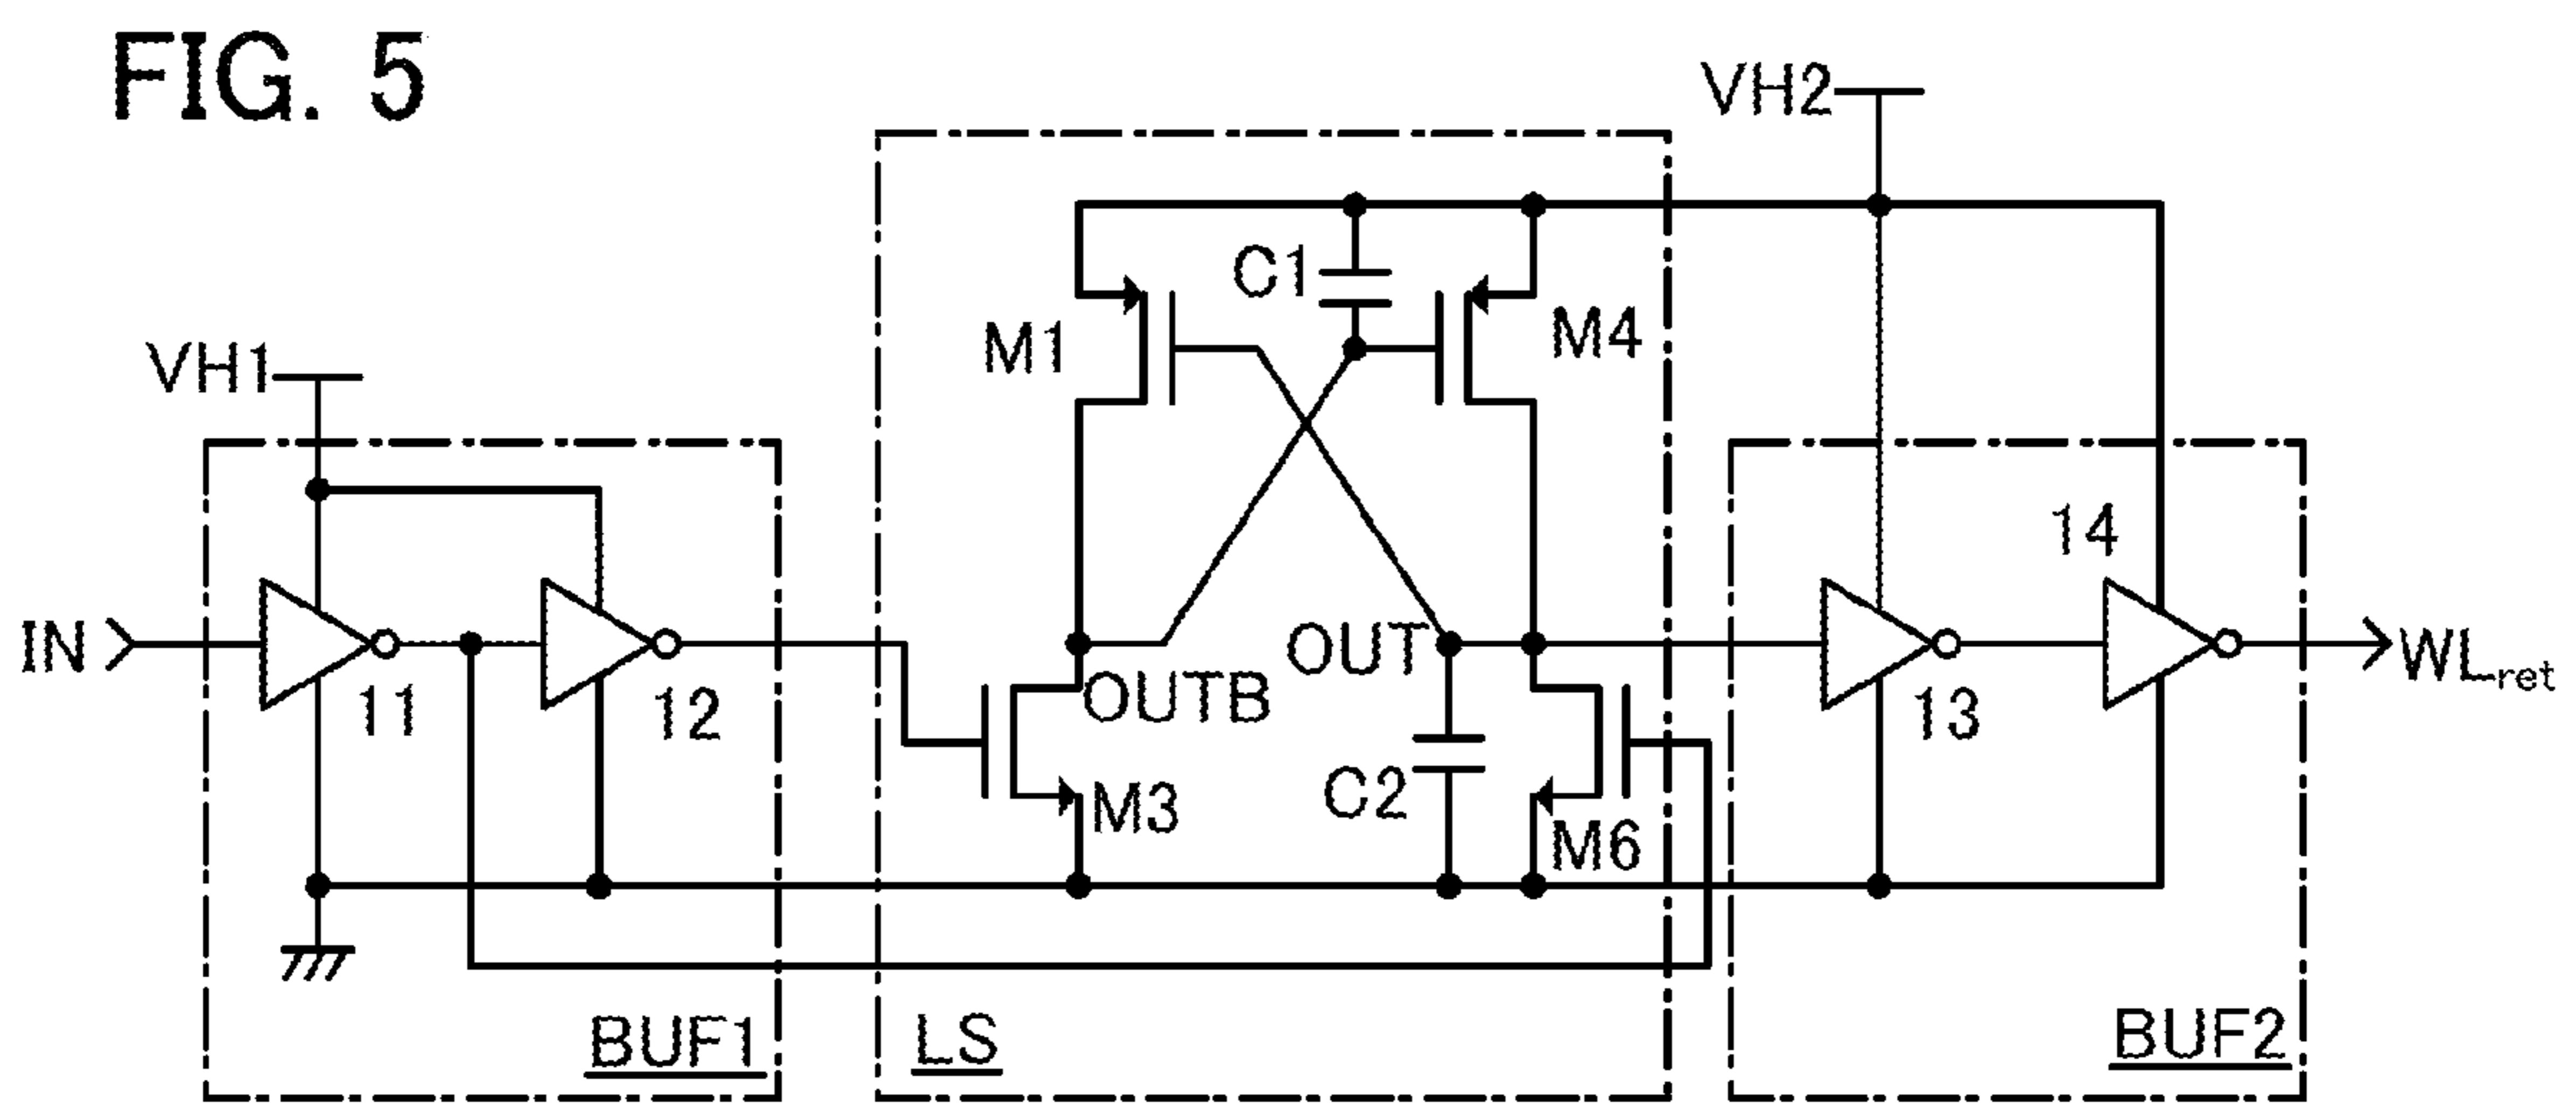 FIG. 5
VH2
C1
M1
M4
VH1
14
IN
OUT
WLret
OUTB
11
12
13
C2
M3
M6
BUF1
LS
BUF2